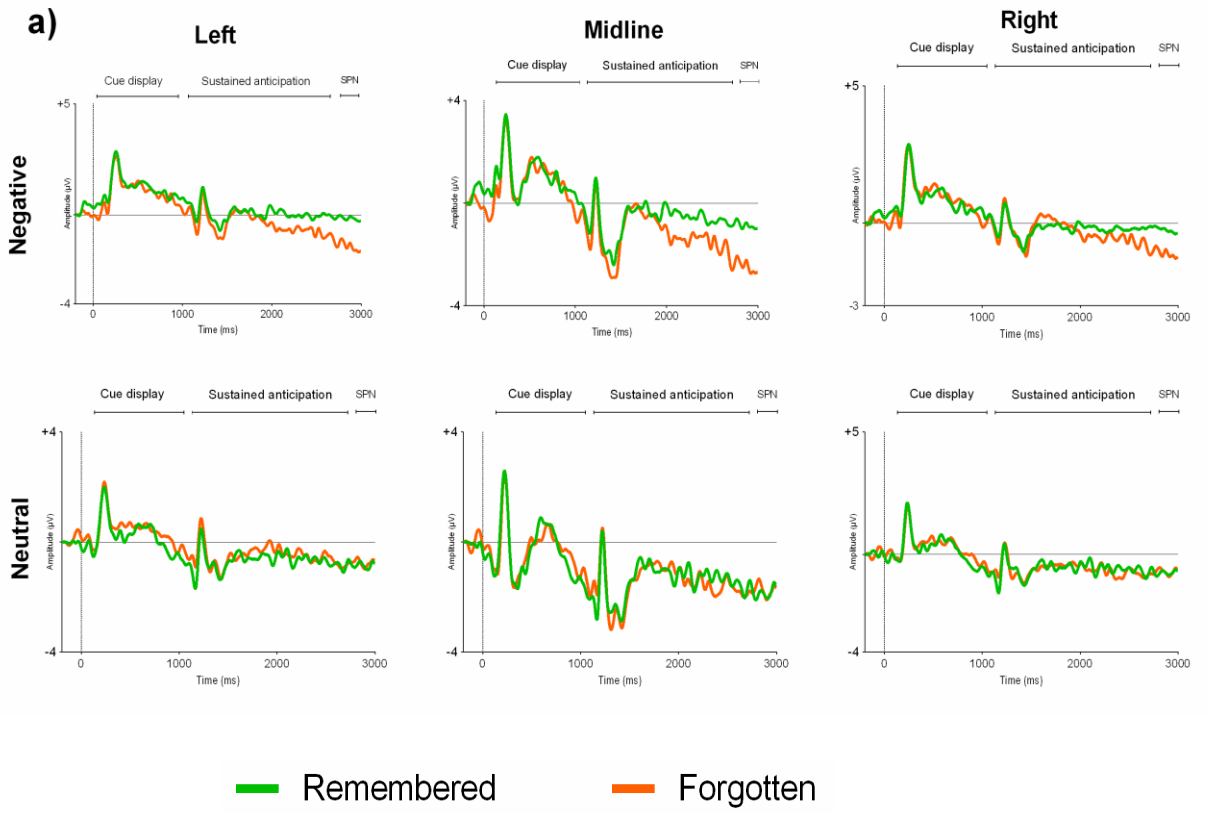 a)
Left
Midline
Right
Cue display Sustained anticipation SPN
Cue display Sustained anticipation SPN
Cue display Sustained anticipation SPN
Negative
+5
Amplitude (µV)
-4
0 1000 2000 3000
Time (ms)
+4
Amplitude (µV)
-4
0 1000 2000 3000
Time (ms)
+5
Amplitude (µV)
-3
0 1000 2000 3000
Time (ms)
Cue display Sustained anticipation SPN
Cue display Sustained anticipation SPN
Cue display Sustained anticipation SPN
Neutral
+4
Amplitude (µV)
-4
0 1000 2000 3000
Time (ms)
+4
Amplitude (µV)
-4
0 1000 2000 3000
Time (ms)
+5
Amplitude (µV)
-4
0 1000 2000 3000
Time (ms)
Remembered Forgotten